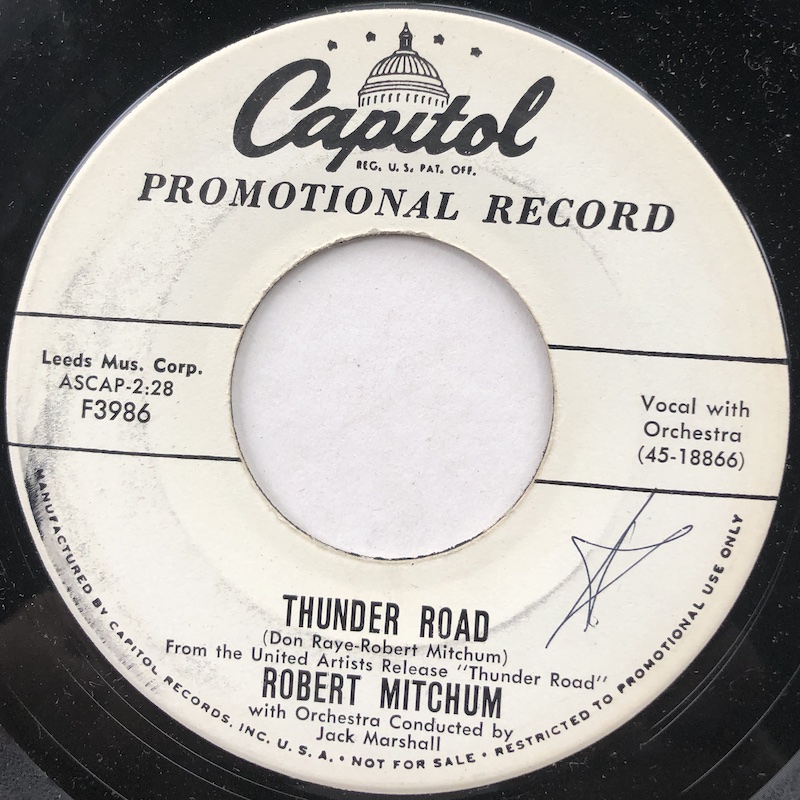 Capitol
REG. U. S. PAT. OFF.
PROMOTIONAL RECORD
Leeds Mus. Corp.
ASCAP-2:28
F3986
Vocal with
Orchestra
(45-18866)
THUNDER ROAD
(Don Raye-Robert Mitchum)
From the United Artists Release "Thunder Road"
ROBERT MITCHUM
with Orchestra Conducted by
Jack Marshall
MANUFACTURED BY CAPITOL RECORDS, INC. U. S. A. • NOT FOR SALE • RESTRICTED TO PROMOTIONAL USE ONLY